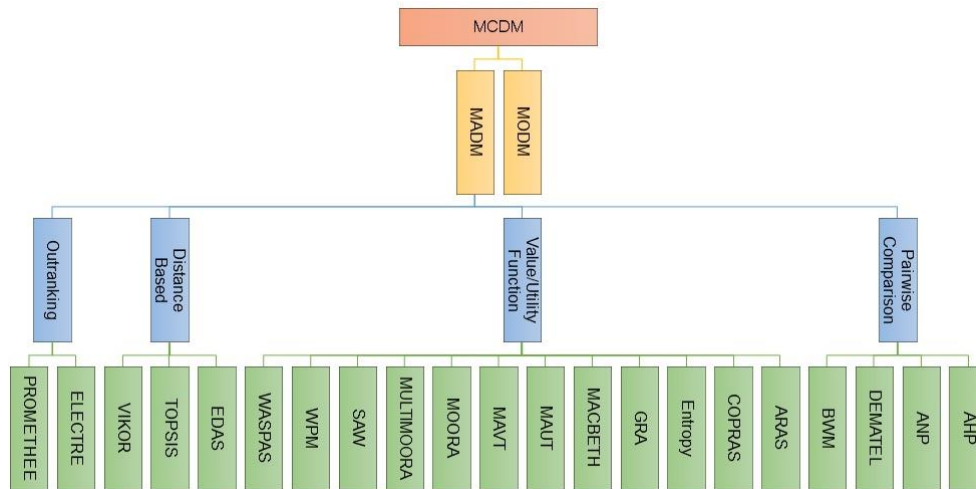 MCDM
MADM
MODM
Outranking
Distance
Based
Value/Utility
Function
Pairwise
Comparison
PROMETHEE
ELECTRE
VIKOR
TOPSIS
EDAS
WASPAS
WPM
SAW
MULTIMOORA
MOORA
MAVT
MAUT
MACBETH
GRA
Entropy
COPRAS
ARAS
BWM
DEMATEL
ANP
AHP